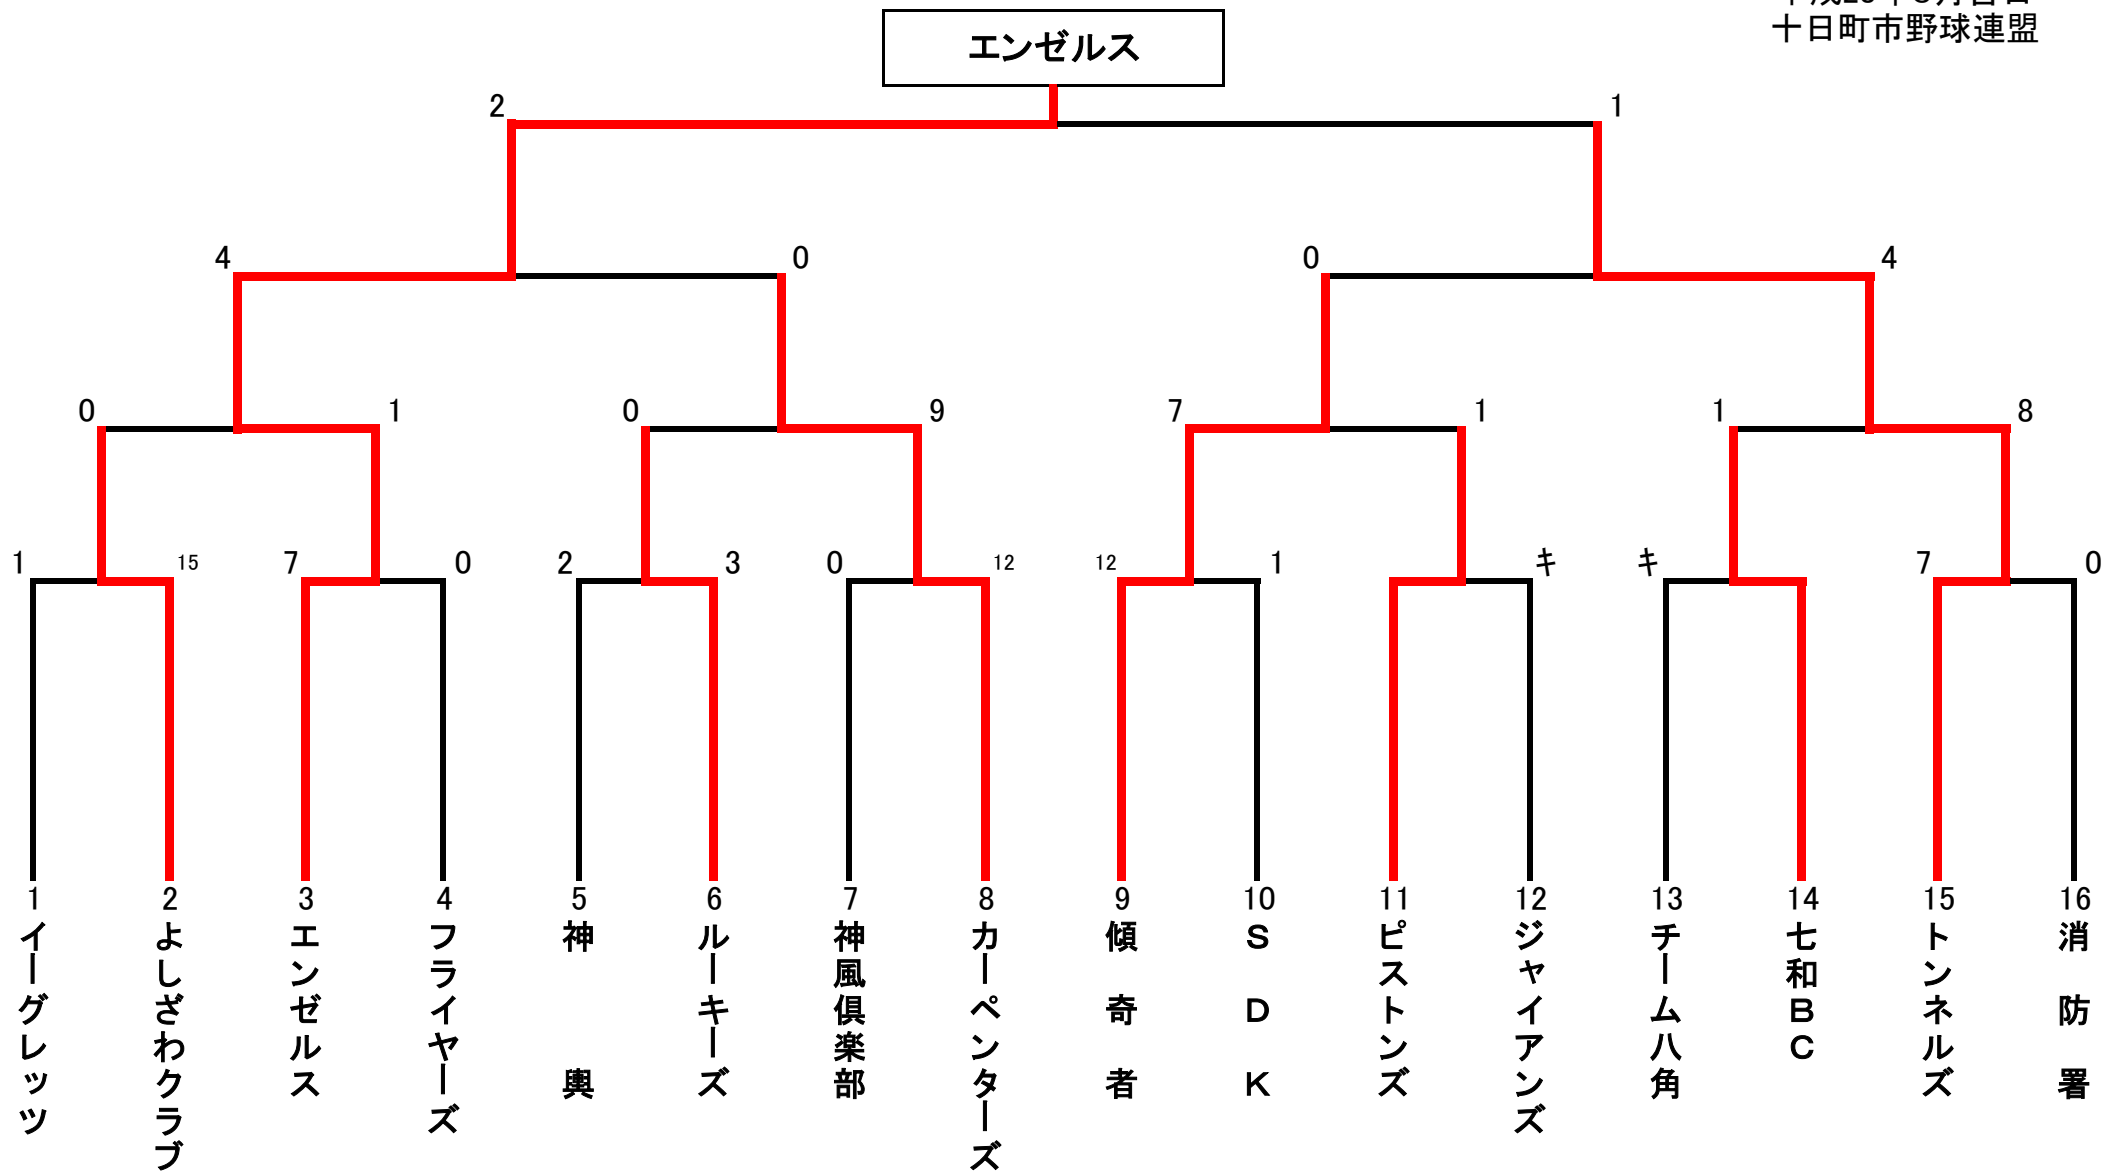 十日町市野球連盟
エンゼルス
2 1
4 0 0 4
0 1 0 9 7 1 1 8
1 15 7 0 2 3 0 12 12 1 キ キ 7 0
1 2 3 4 5 6 7 8 9 10 11 12 13 14 15 16
イーグレッツ
よしざわクラブ
エンゼルス
フライヤーズ
神輿
ルーキーズ
神風倶楽部
カーペンターズ
傾奇者
SDK
ピストンズ
ジャイアンズ
チーム八角
七和BC
トンネルズ
消防署